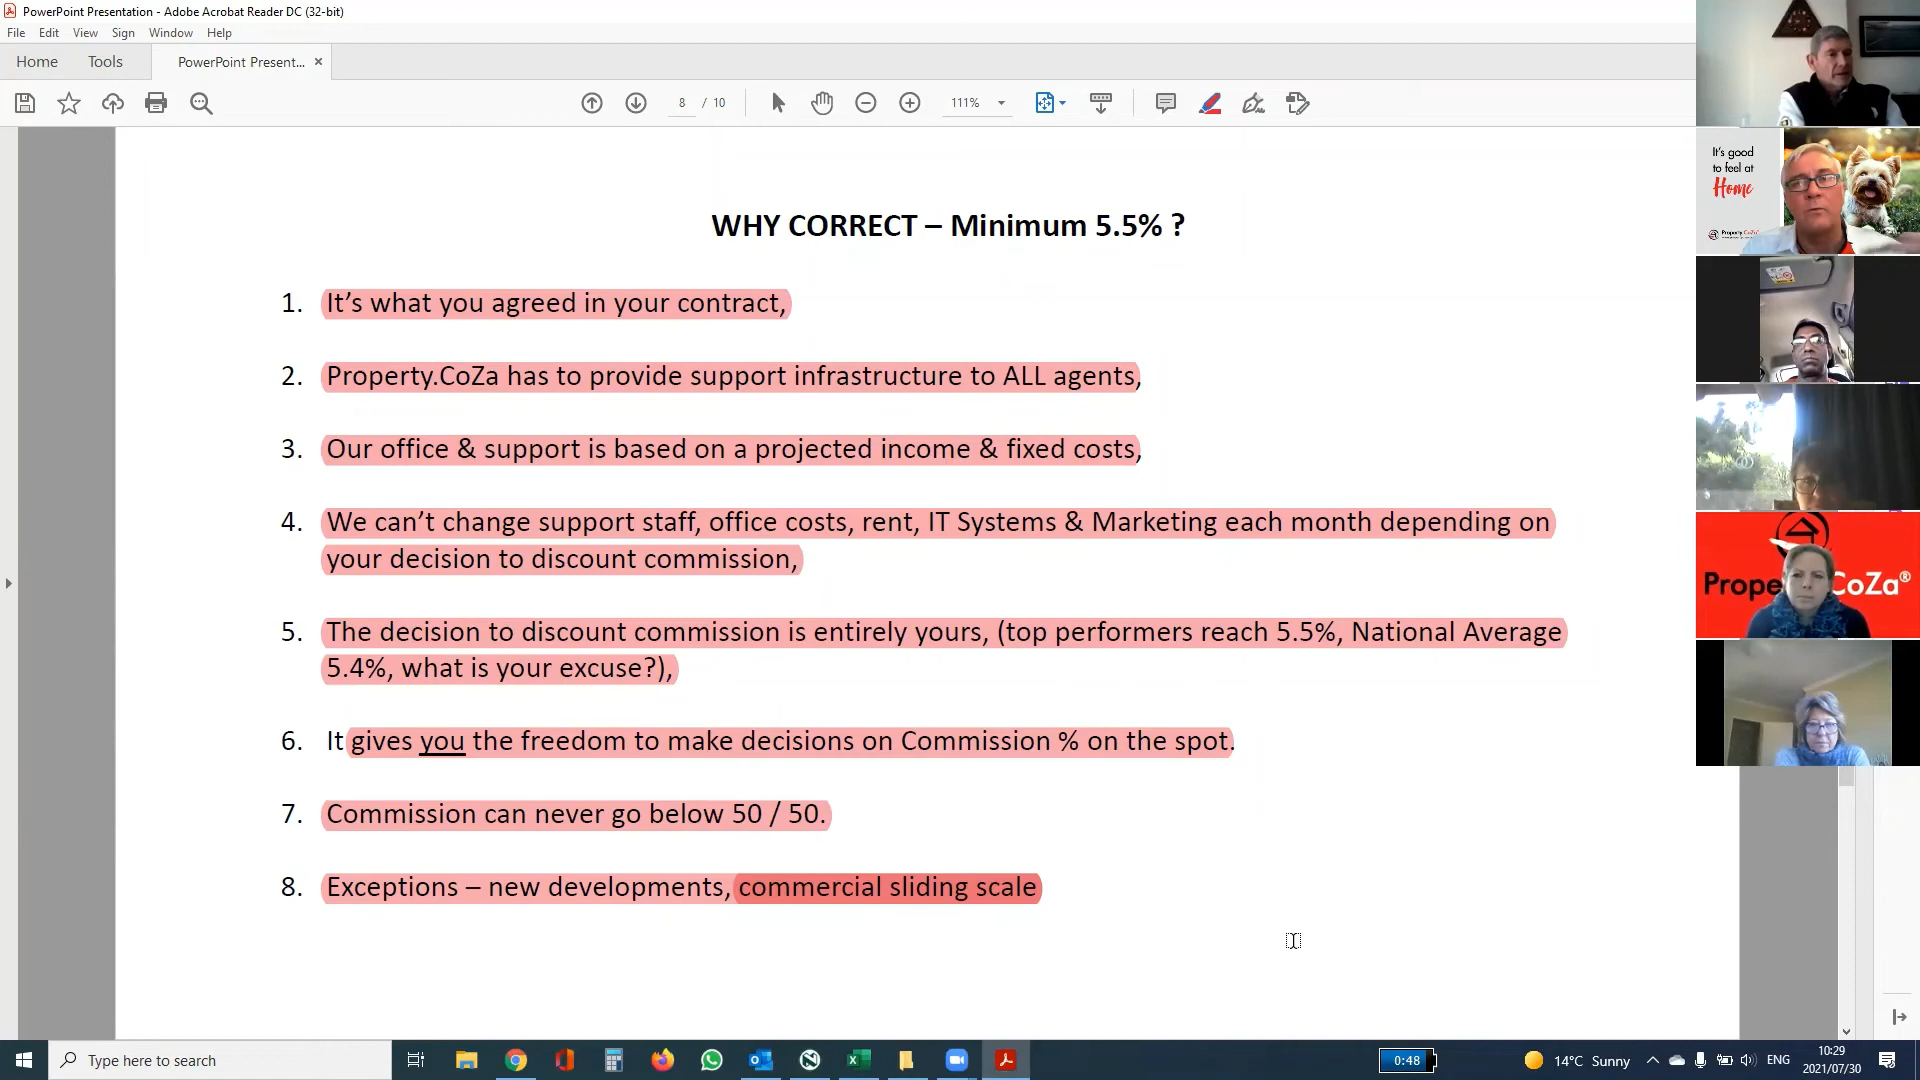 PowerPoint Presentation - Adobe Acrobat Reader DC (32-bit)
File Edit View Sign Window Help
Home Tools PowerPoint Present... ×
8 / 10 111%
WHY CORRECT – Minimum 5.5% ?
1. It’s what you agreed in your contract,
2. Property.CoZa has to provide support infrastructure to ALL agents,
3. Our office & support is based on a projected income & fixed costs,
4. We can’t change support staff, office costs, rent, IT Systems & Marketing each month depending on
your decision to discount commission,
5. The decision to discount commission is entirely yours, (top performers reach 5.5%, National Average
5.4%, what is your excuse?),
6. It gives you the freedom to make decisions on Commission % on the spot.
7. Commission can never go below 50 / 50.
8. Exceptions – new developments, commercial sliding scale
It's good
to feel at
Home
Property.CoZa
Prope CoZa®
Type here to search
0:48
14°C Sunny
ENG
10:29
2021/07/30